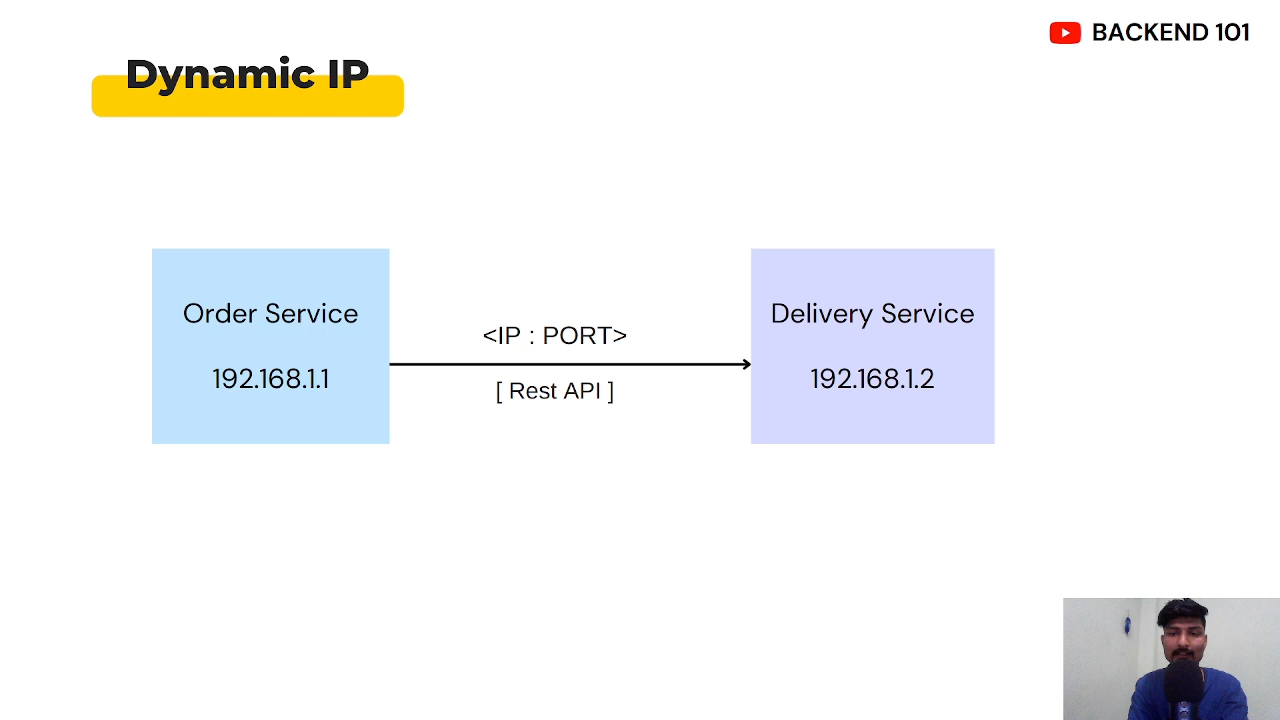 BACKEND 101
Dynamic IP
Order Service
192.168.1.1
<IP : PORT>
[ Rest API ]
Delivery Service
192.168.1.2